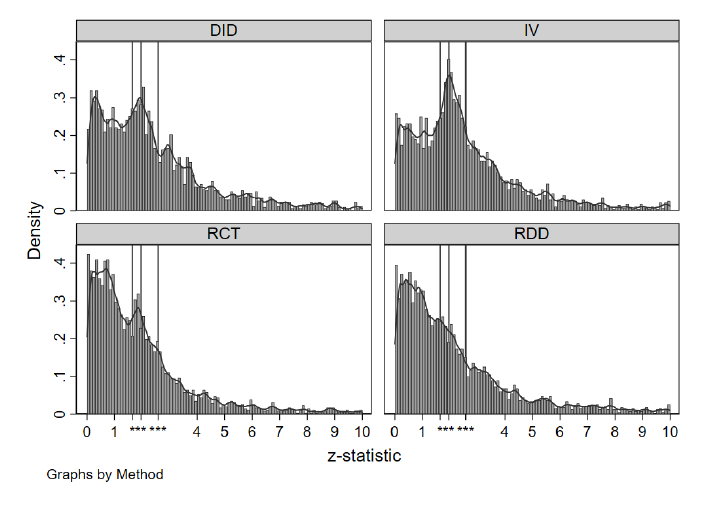 DID IV
.4
.3
.2
.1
0
Density
RCT RDD
.4
.3
.2
.1
0
0 1 *** *** 4 5 6 7 8 9 10 0 1 *** *** 4 5 6 7 8 9 10
z-statistic
Graphs by Method